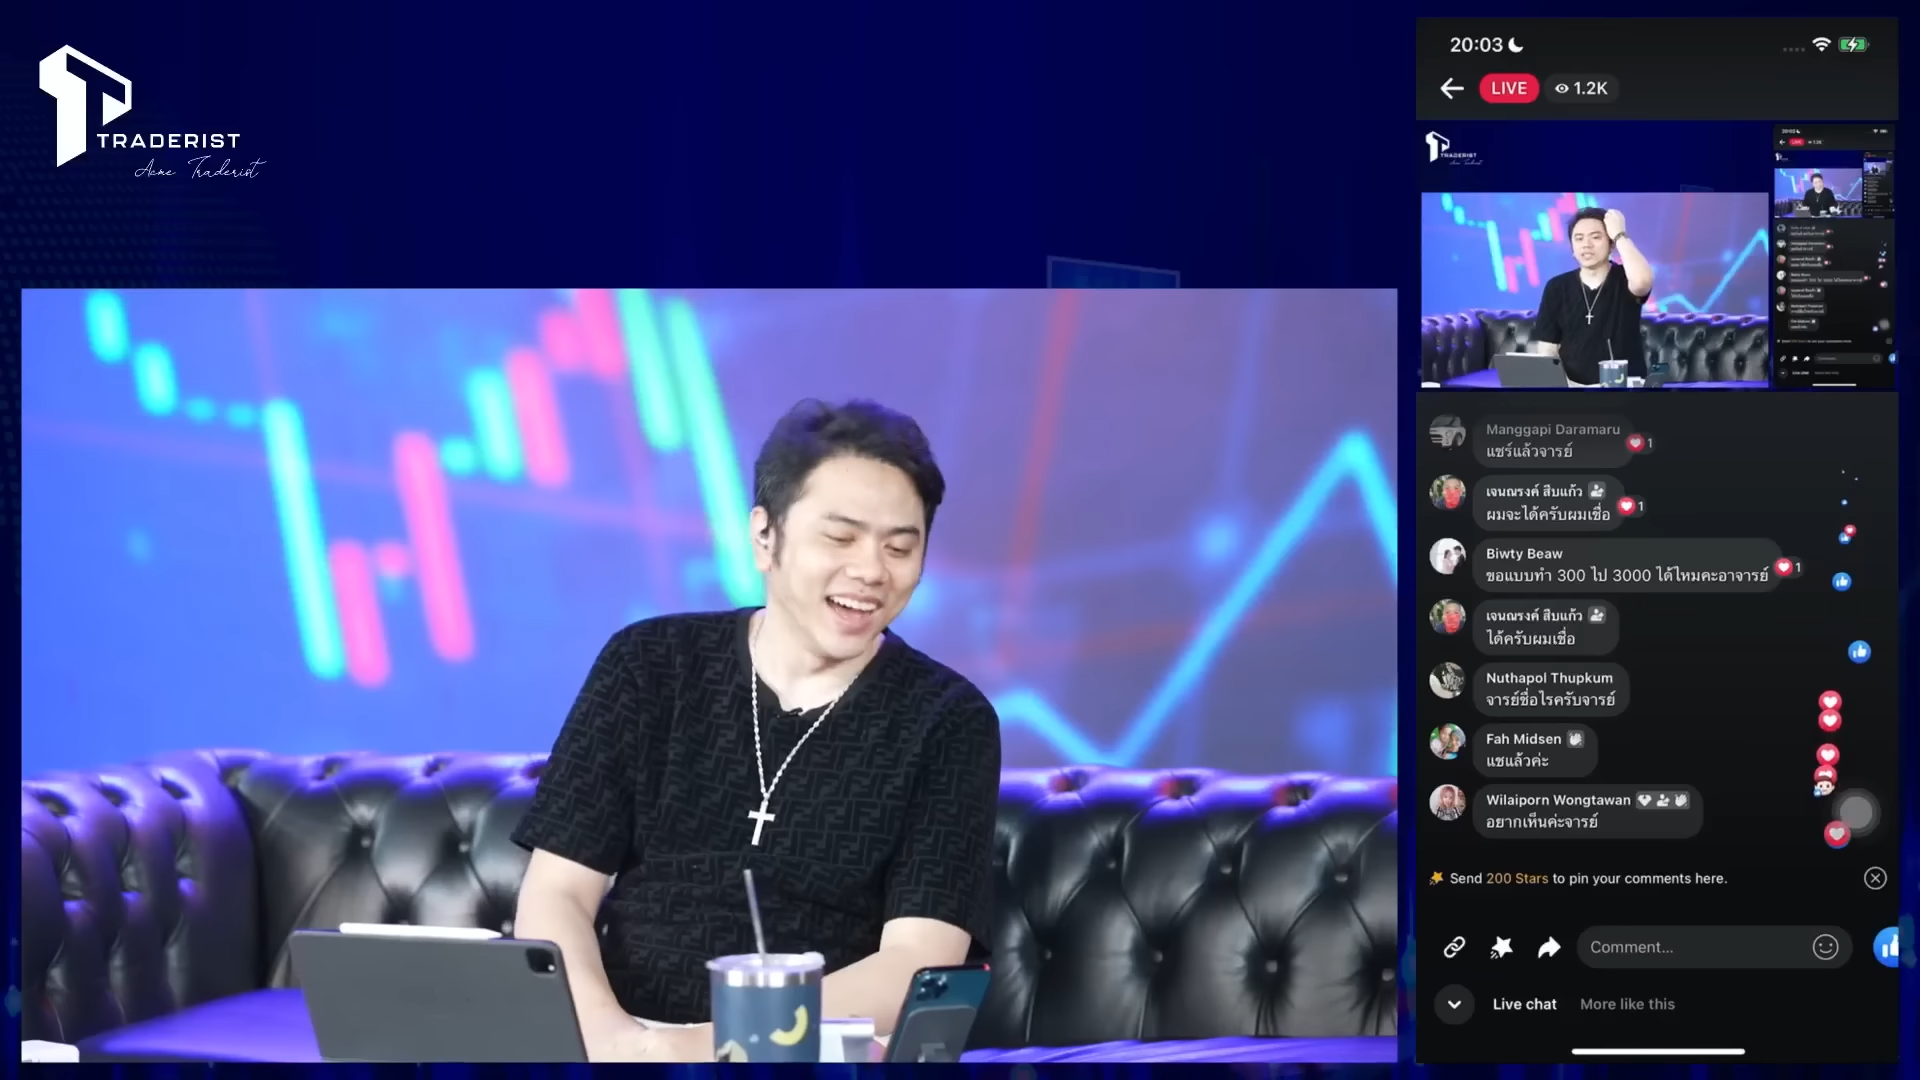 TRADERIST
Acme Traderist
20:03
LIVE
1.2K
TRADERIST
Manggapi Daramaru
แชร์แล้วจารย์
1
เจนณรงค์ สืบแก้ว
ผมจะได้ครับผมเชื่อ
1
Biwty Beaw
ขอแบบทำ 300 ไป 3000 ได้ไหมคะอาจารย์
1
เจนณรงค์ สืบแก้ว
ได้ครับผมเชื่อ
Nuthapol Thupkum
จารย์ชื่อไรครับจารย์
Fah Midsen
แชแล้วค่ะ
Wilaiporn Wongtawan
อยากเห็นค่ะจารย์
Send 200 Stars to pin your comments here.
Comment...
Live chat
More like this